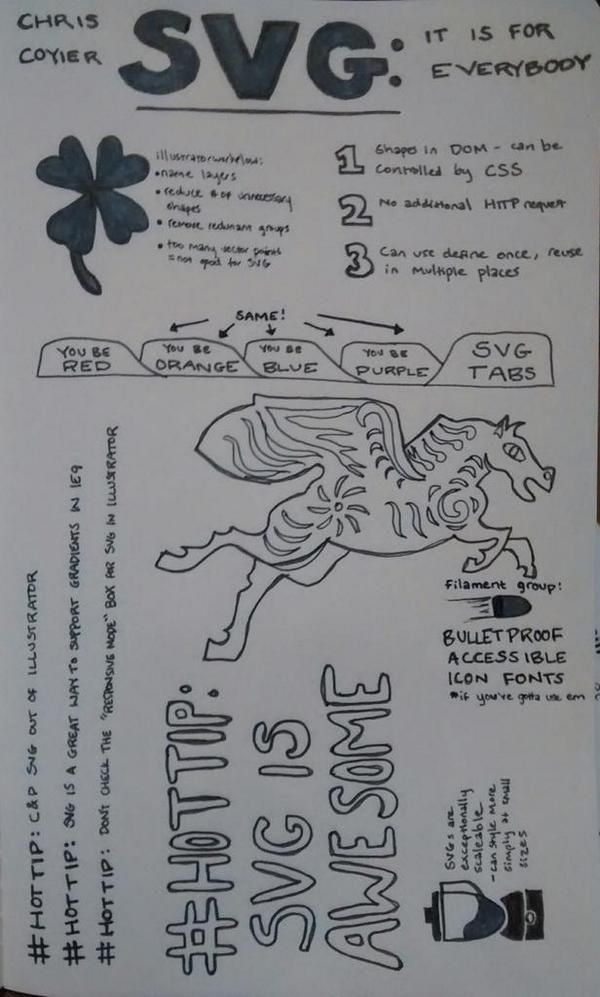 CHRIS
COYIER
SVG:
IT IS FOR
EVERYBODY
illustrator workflow:
• name layers
• reduce # of unnecessary
shapes
• remove redundant groups
• too many vector points
= not good for SVG
1 Shapes in DOM - can be
controlled by CSS
2 No additional HTTP request
3 Can use define once, reuse
in multiple places
SAME!
YOU BE
RED
YOU BE
ORANGE
YOU BE
BLUE
YOU BE
PURPLE
SVG
TABS
filament group:
BULLETPROOF
ACCESSIBLE
ICON FONTS
*if you've gotta use em
#HOTTIP: C&P SVG OUT OF ILLUSTRATOR
#HOTTIP: SVG IS A GREAT WAY TO SUPPORT GRADIENTS IN IE9
#HOTTIP: DON'T CHECK THE "RESPONSIVE MODE" BOX FOR SVG IN ILLUSTRATOR
#HOTTIP:
SVG IS
AWESOME
SVGs are
exceptionally
scaleable
- can style more
simply at small
sizes